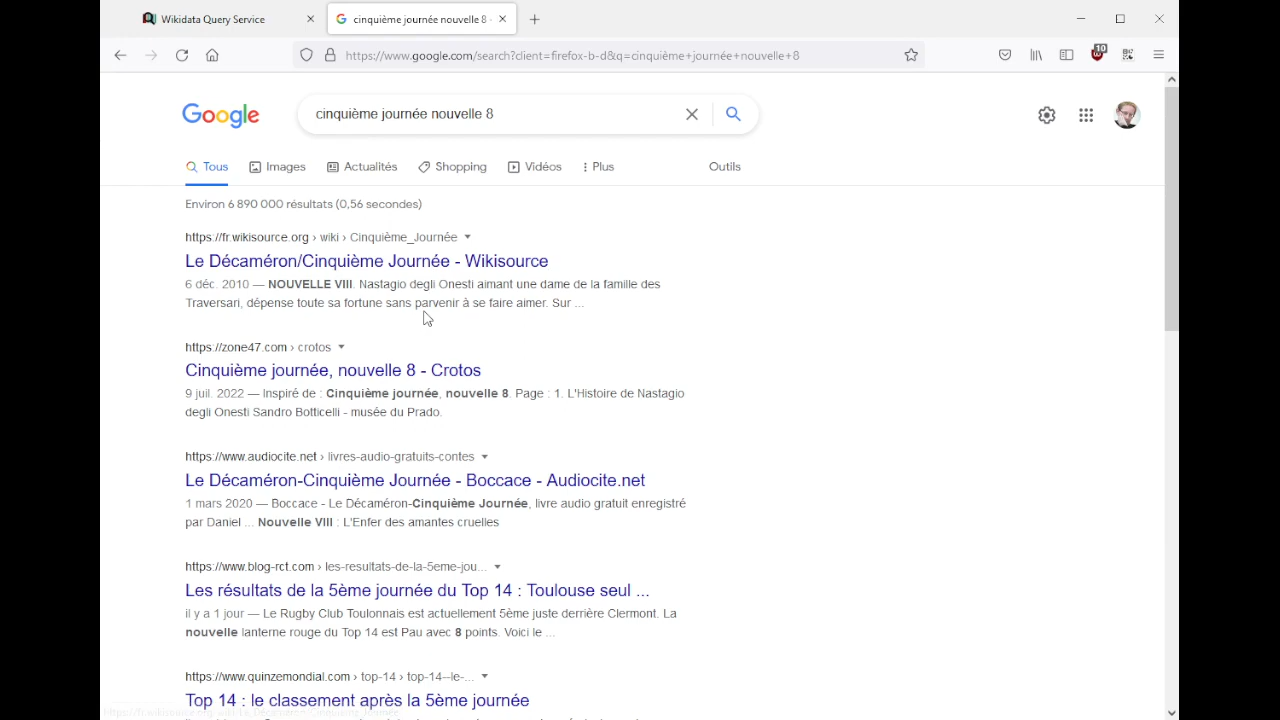 Wikidata Query Service
cinquième journée nouvelle 8 -
https://www.google.com/search?client=firefox-b-d&q=cinquième+journée+nouvelle+8
10
Google
cinquième journée nouvelle 8
Tous
Images
Actualités
Shopping
Vidéos
Plus
Outils
Environ 6 890 000 résultats (0,56 secondes)
https://fr.wikisource.org › wiki › Cinquième_Journée
Le Décaméron/Cinquième Journée - Wikisource
6 déc. 2010 — NOUVELLE VIII. Nastagio degli Onesti aimant une dame de la famille des
Traversari, dépense toute sa fortune sans parvenir à se faire aimer. Sur ...
https://zone47.com › crotos
Cinquième journée, nouvelle 8 - Crotos
9 juil. 2022 — Inspiré de : Cinquième journée, nouvelle 8. Page : 1. L'Histoire de Nastagio
degli Onesti Sandro Botticelli - musée du Prado.
https://www.audiocite.net › livres-audio-gratuits-contes
Le Décaméron-Cinquième Journée - Boccace - Audiocite.net
1 mars 2020 — Boccace - Le Décaméron-Cinquième Journée, livre audio gratuit enregistré
par Daniel ... Nouvelle VIII : L'Enfer des amantes cruelles
https://www.blog-rct.com › les-resultats-de-la-5eme-jou...
Les résultats de la 5ème journée du Top 14 : Toulouse seul ...
il y a 1 jour — Le Rugby Club Toulonnais est actuellement 5ème juste derrière Clermont. La
nouvelle lanterne rouge du Top 14 est Pau avec 8 points. Voici le ...
https://www.quinzemondial.com › top-14 › top-14--le-...
Top 14 : le classement après la 5ème journée